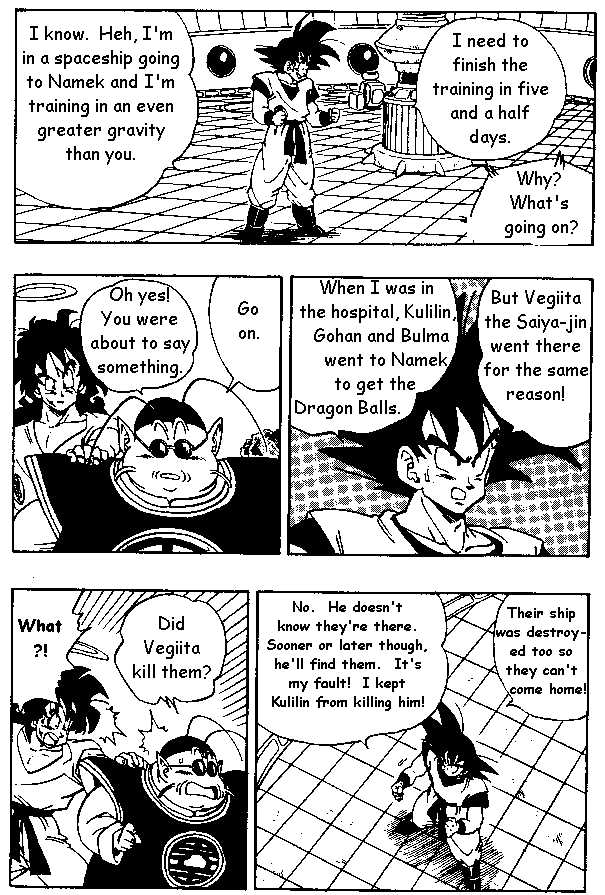 I know. Heh, I'm
in a spaceship going
to Namek and I'm
training in an even
greater gravity
than you.
I need to
finish the
training in five
and a half
days.
Why?
What's
going on?
Oh yes!
You were
about to say
something.
Go
on.
When I was in
the hospital, Kulilin,
Gohan and Bulma
went to Namek
to get the
Dragon Balls.
But Vegiita
the Saiya-jin
went there
for the same
reason!
What
?!
Did
Vegiita
kill them?
No. He doesn't
know they're there.
Sooner or later though,
he'll find them. It's
my fault! I kept
Kulilin from killing him!
Their ship
was destroy-
ed too so
they can't
come home!